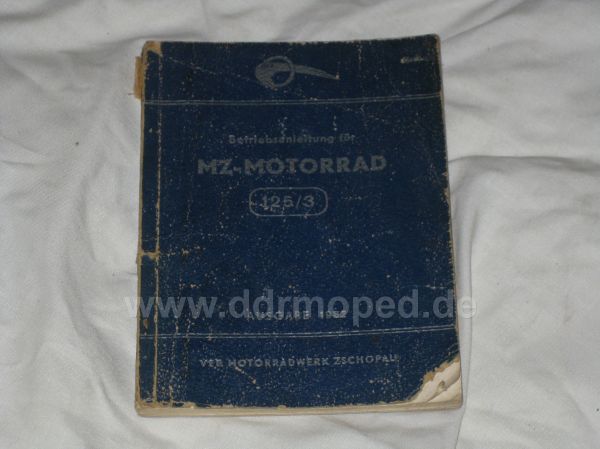 Betriebsanleitung für
MZ-MOTORRAD
125/3
www.ddrmoped.de
AUSGABE
VEB MOTORRADWERK ZSCHOPAU